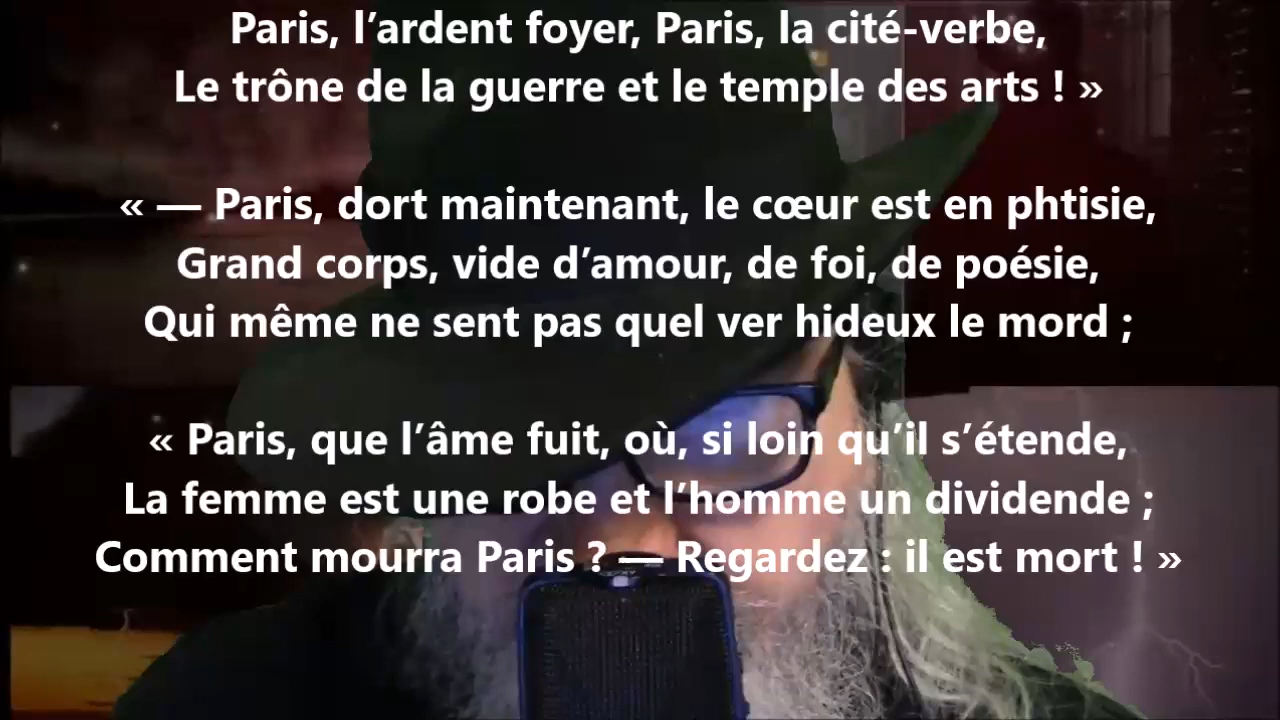 Paris, l’ardent foyer, Paris, la cité-verbe,
Le trône de la guerre et le temple des arts ! »
« — Paris, dort maintenant, le cœur est en phtisie,
Grand corps, vide d’amour, de foi, de poésie,
Qui même ne sent pas quel ver hideux le mord ;
« Paris, que l’âme fuit, où, si loin qu’il s’étende,
La femme est une robe et l’homme un dividende ;
Comment mourra Paris ? — Regardez : il est mort ! »